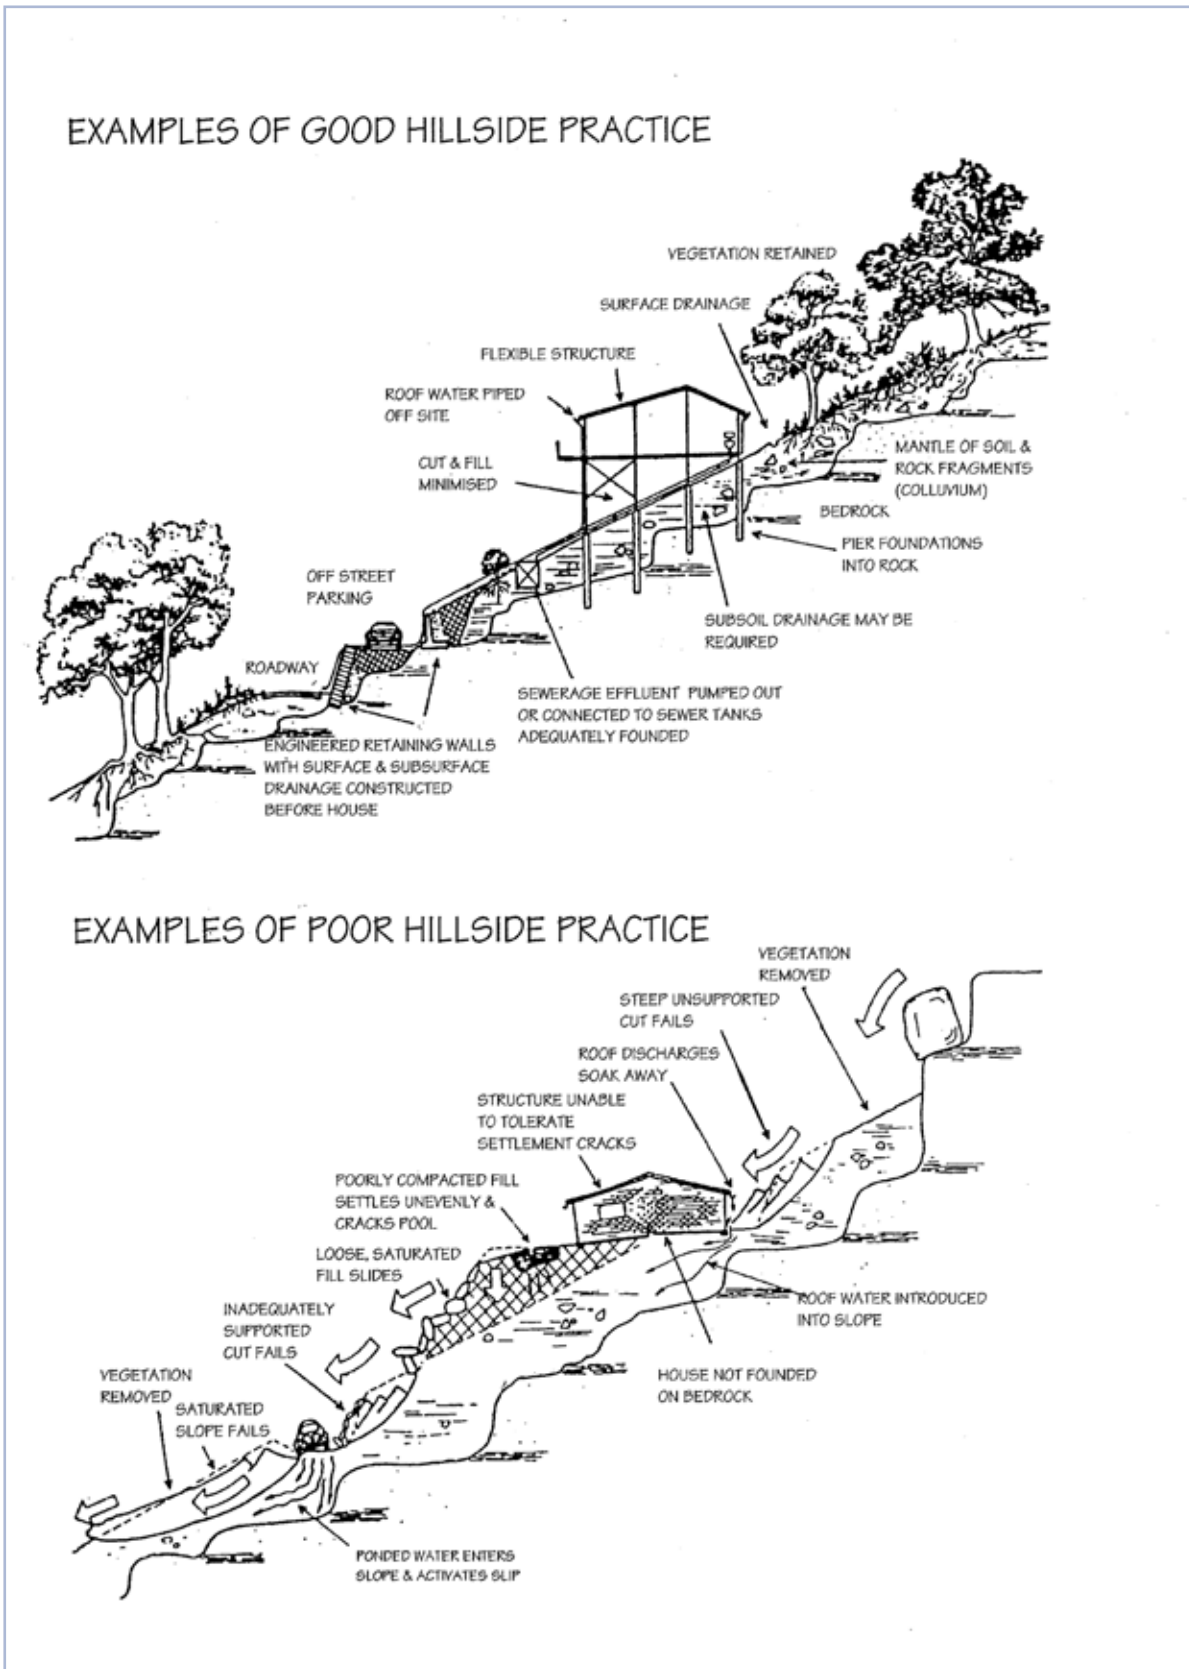 EXAMPLES OF GOOD HILLSIDE PRACTICE
VEGETATION RETAINED
SURFACE DRAINAGE
FLEXIBLE STRUCTURE
ROOF WATER PIPED
OFF SITE
CUT & FILL
MINIMISED
MANTLE OF SOIL &
ROCK FRAGMENTS
(COLLUVIUM)
BEDROCK
PIER FOUNDATIONS
INTO ROCK
OFF STREET
PARKING
SUBSOIL DRAINAGE MAY BE
REQUIRED
ROADWAY
SEWERAGE EFFLUENT PUMPED OUT
OR CONNECTED TO SEWER TANKS
ADEQUATELY FOUNDED
ENGINEERED RETAINING WALLS
WITH SURFACE & SUBSURFACE
DRAINAGE CONSTRUCTED
BEFORE HOUSE
EXAMPLES OF POOR HILLSIDE PRACTICE
VEGETATION
REMOVED
STEEP UNSUPPORTED
CUT FAILS
ROOF DISCHARGES
SOAK AWAY
STRUCTURE UNABLE
TO TOLERATE
SETTLEMENT CRACKS
POORLY COMPACTED FILL
SETTLES UNEVENLY &
CRACKS POOL
LOOSE, SATURATED
FILL SLIDES
INADEQUATELY
SUPPORTED
CUT FAILS
ROOF WATER INTRODUCED
INTO SLOPE
HOUSE NOT FOUNDED
ON BEDROCK
VEGETATION
REMOVED
SATURATED
SLOPE FAILS
PONDED WATER ENTERS
SLOPE & ACTIVATES SLIP